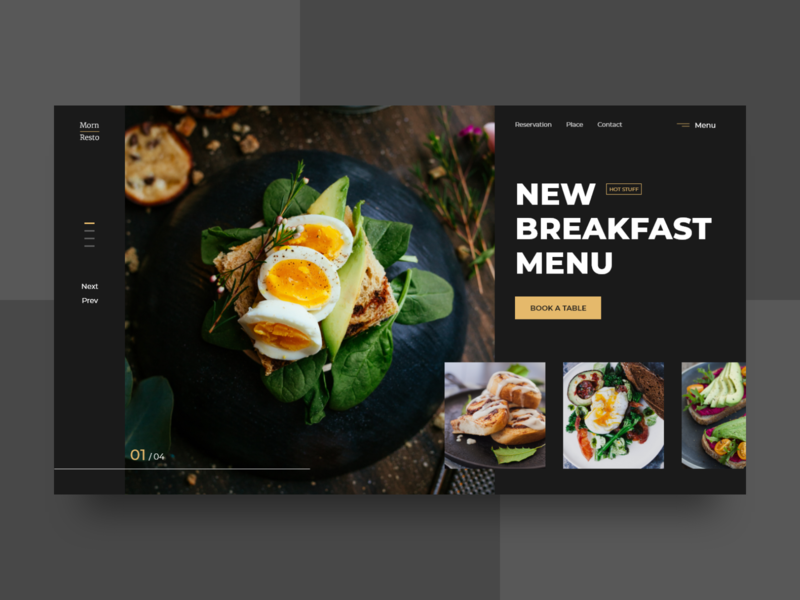 Morn
Resto
Reservation Place Contact Menu
NEW HOT STUFF
BREAKFAST
MENU
BOOK A TABLE
Next
Prev
01 / 04